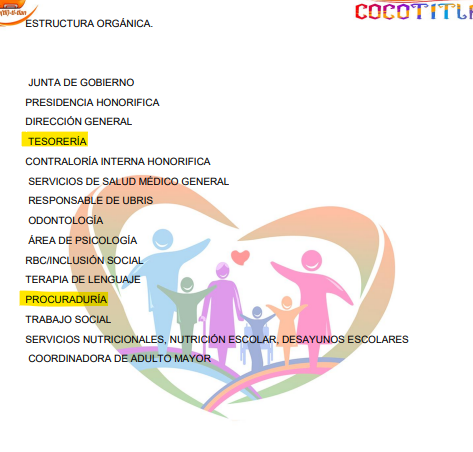 COCOTITLA
ESTRUCTURA ORGÁNICA.
JUNTA DE GOBIERNO
PRESIDENCIA HONORIFICA
DIRECCIÓN GENERAL
TESORERÍA
CONTRALORÍA INTERNA HONORIFICA
SERVICIOS DE SALUD MÉDICO GENERAL
RESPONSABLE DE UBRIS
ODONTOLOGÍA
ÁREA DE PSICOLOGÍA
RBC/INCLUSIÓN SOCIAL
TERAPIA DE LENGUAJE
PROCURADURÍA
TRABAJO SOCIAL
SERVICIOS NUTRICIONALES, NUTRICIÓN ESCOLAR, DESAYUNOS ESCOLARES
COORDINADORA DE ADULTO MAYOR